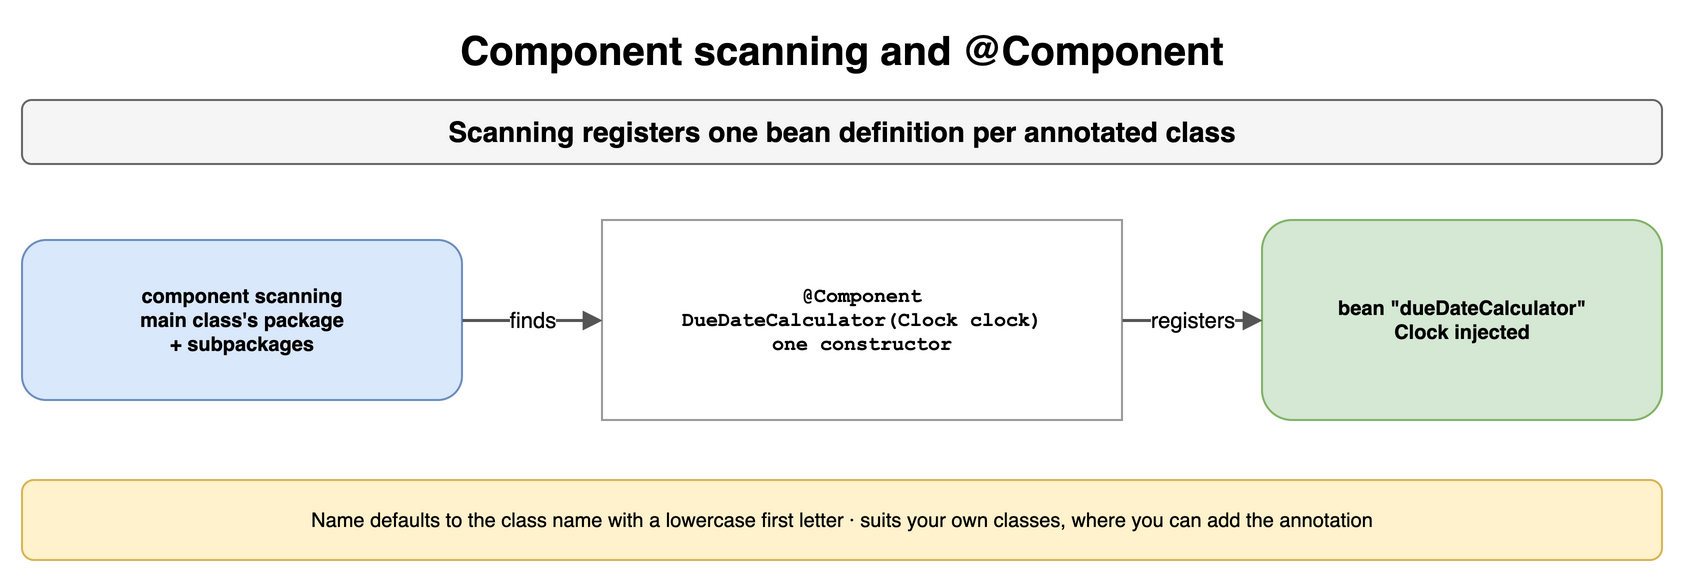 Component scanning and @Component
Scanning registers one bean definition per annotated class
component scanning
main class's package
+ subpackages
finds
@Component
DueDateCalculator(Clock clock)
one constructor
registers
bean "dueDateCalculator"
Clock injected
Name defaults to the class name with a lowercase first letter · suits your own classes, where you can add the annotation